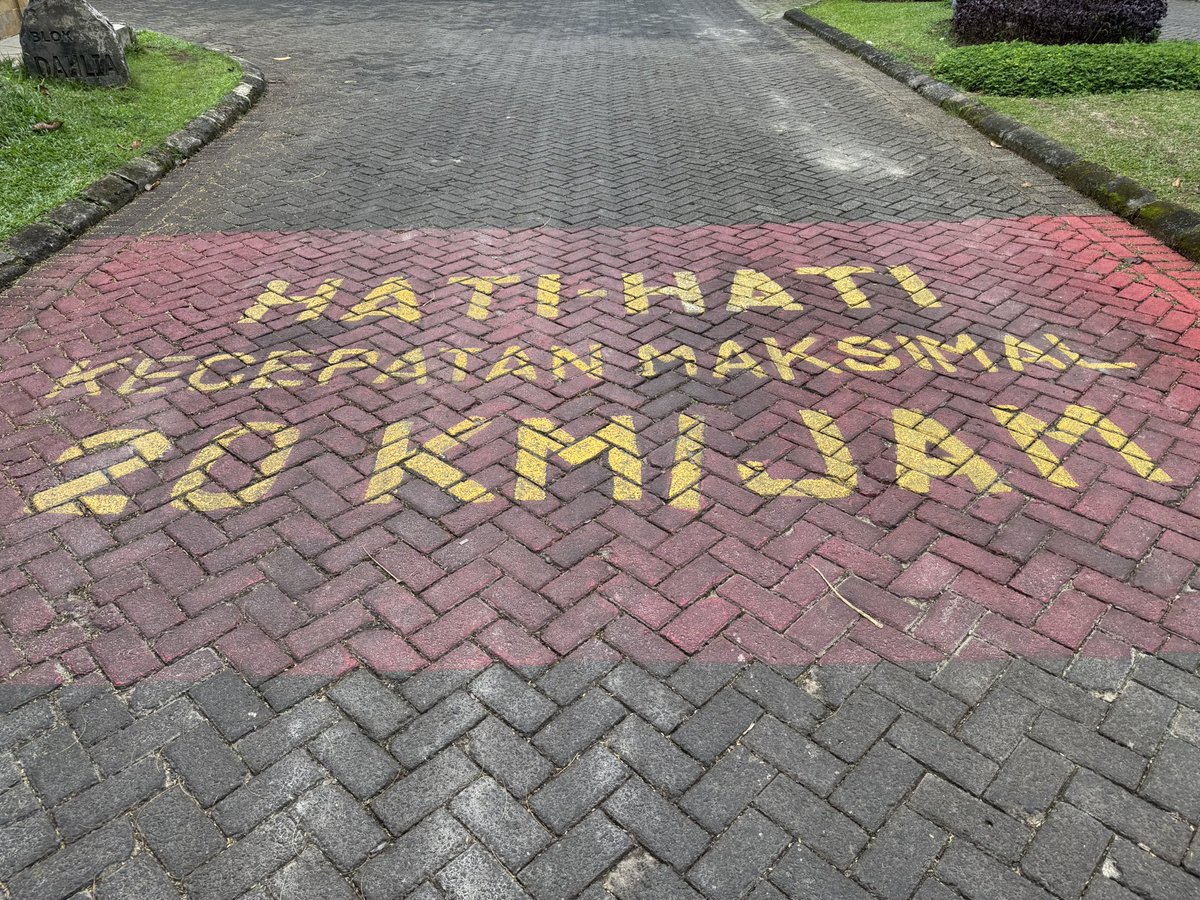 BLOK
DAHLIA
HATI-HATI
KECEPATAN MAKSIMAL
20 KM/JAM